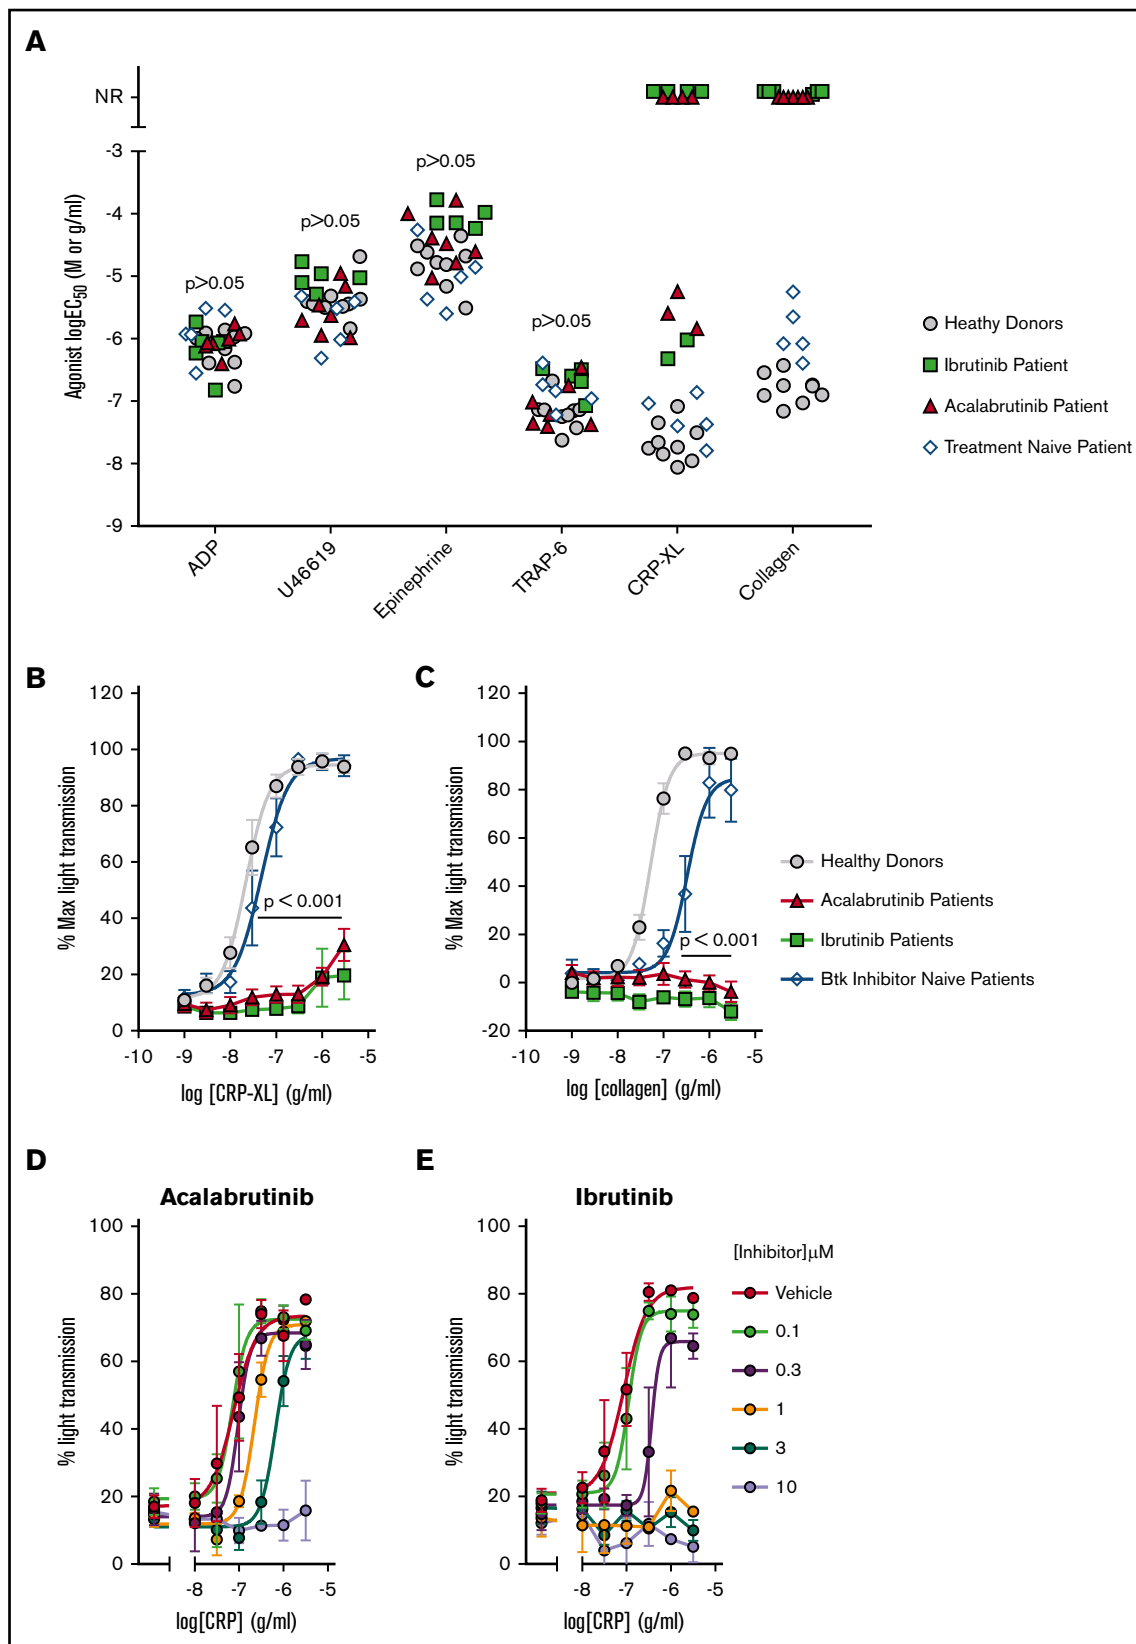 A
NR
-3
-4
-5
-6
-7
-8
-9
Agonist logEC50 (M or g/ml)
p>0.05
p>0.05
p>0.05
p>0.05
ADP
U46619
Epinephrine
TRAP-6
CRP-XL
Collagen
Heathy Donors
Ibrutinib Patient
Acalabrutinib Patient
Treatment Naive Patient
B
120
100
80
60
40
20
0
% Max light transmission
p < 0.001
-10 -9 -8 -7 -6 -5
log [CRP-XL] (g/ml)
C
120
100
80
60
40
20
0
-20
% Max light transmission
p < 0.001
-10 -9 -8 -7 -6 -5
log [collagen] (g/ml)
Healthy Donors
Acalabrutinib Patients
Ibrutinib Patients
Btk Inhibitor Naive Patients
D
Acalabrutinib
100
80
60
40
20
0
% light transmission
-8 -7 -6 -5
log[CRP] (g/ml)
E
Ibrutinib
100
80
60
40
20
0
% light transmission
-8 -7 -6 -5
log[CRP] (g/ml)
[Inhibitor]µM
Vehicle
0.1
0.3
1
3
10